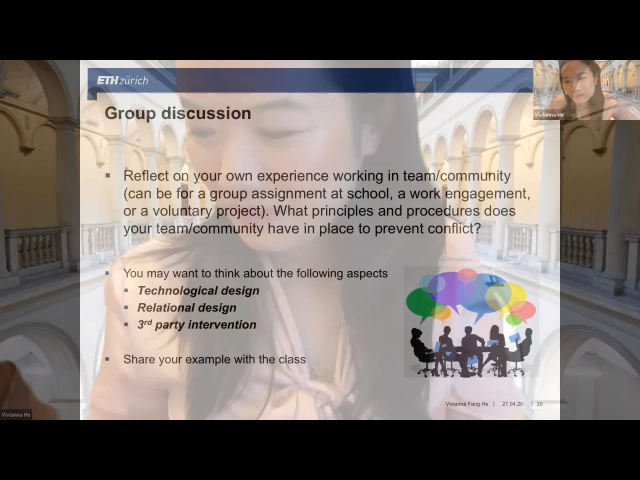 ETH zürich
Vivianna He
Group discussion
Reflect on your own experience working in team/community
(can be for a group assignment at school, a work engagement,
or a voluntary project). What principles and procedures does
your team/community have in place to prevent conflict?
You may want to think about the following aspects
Technological design
Relational design
3rd party intervention
Share your example with the class
Vivianna Fang He | 27.04.20 | 20
Vivianna He